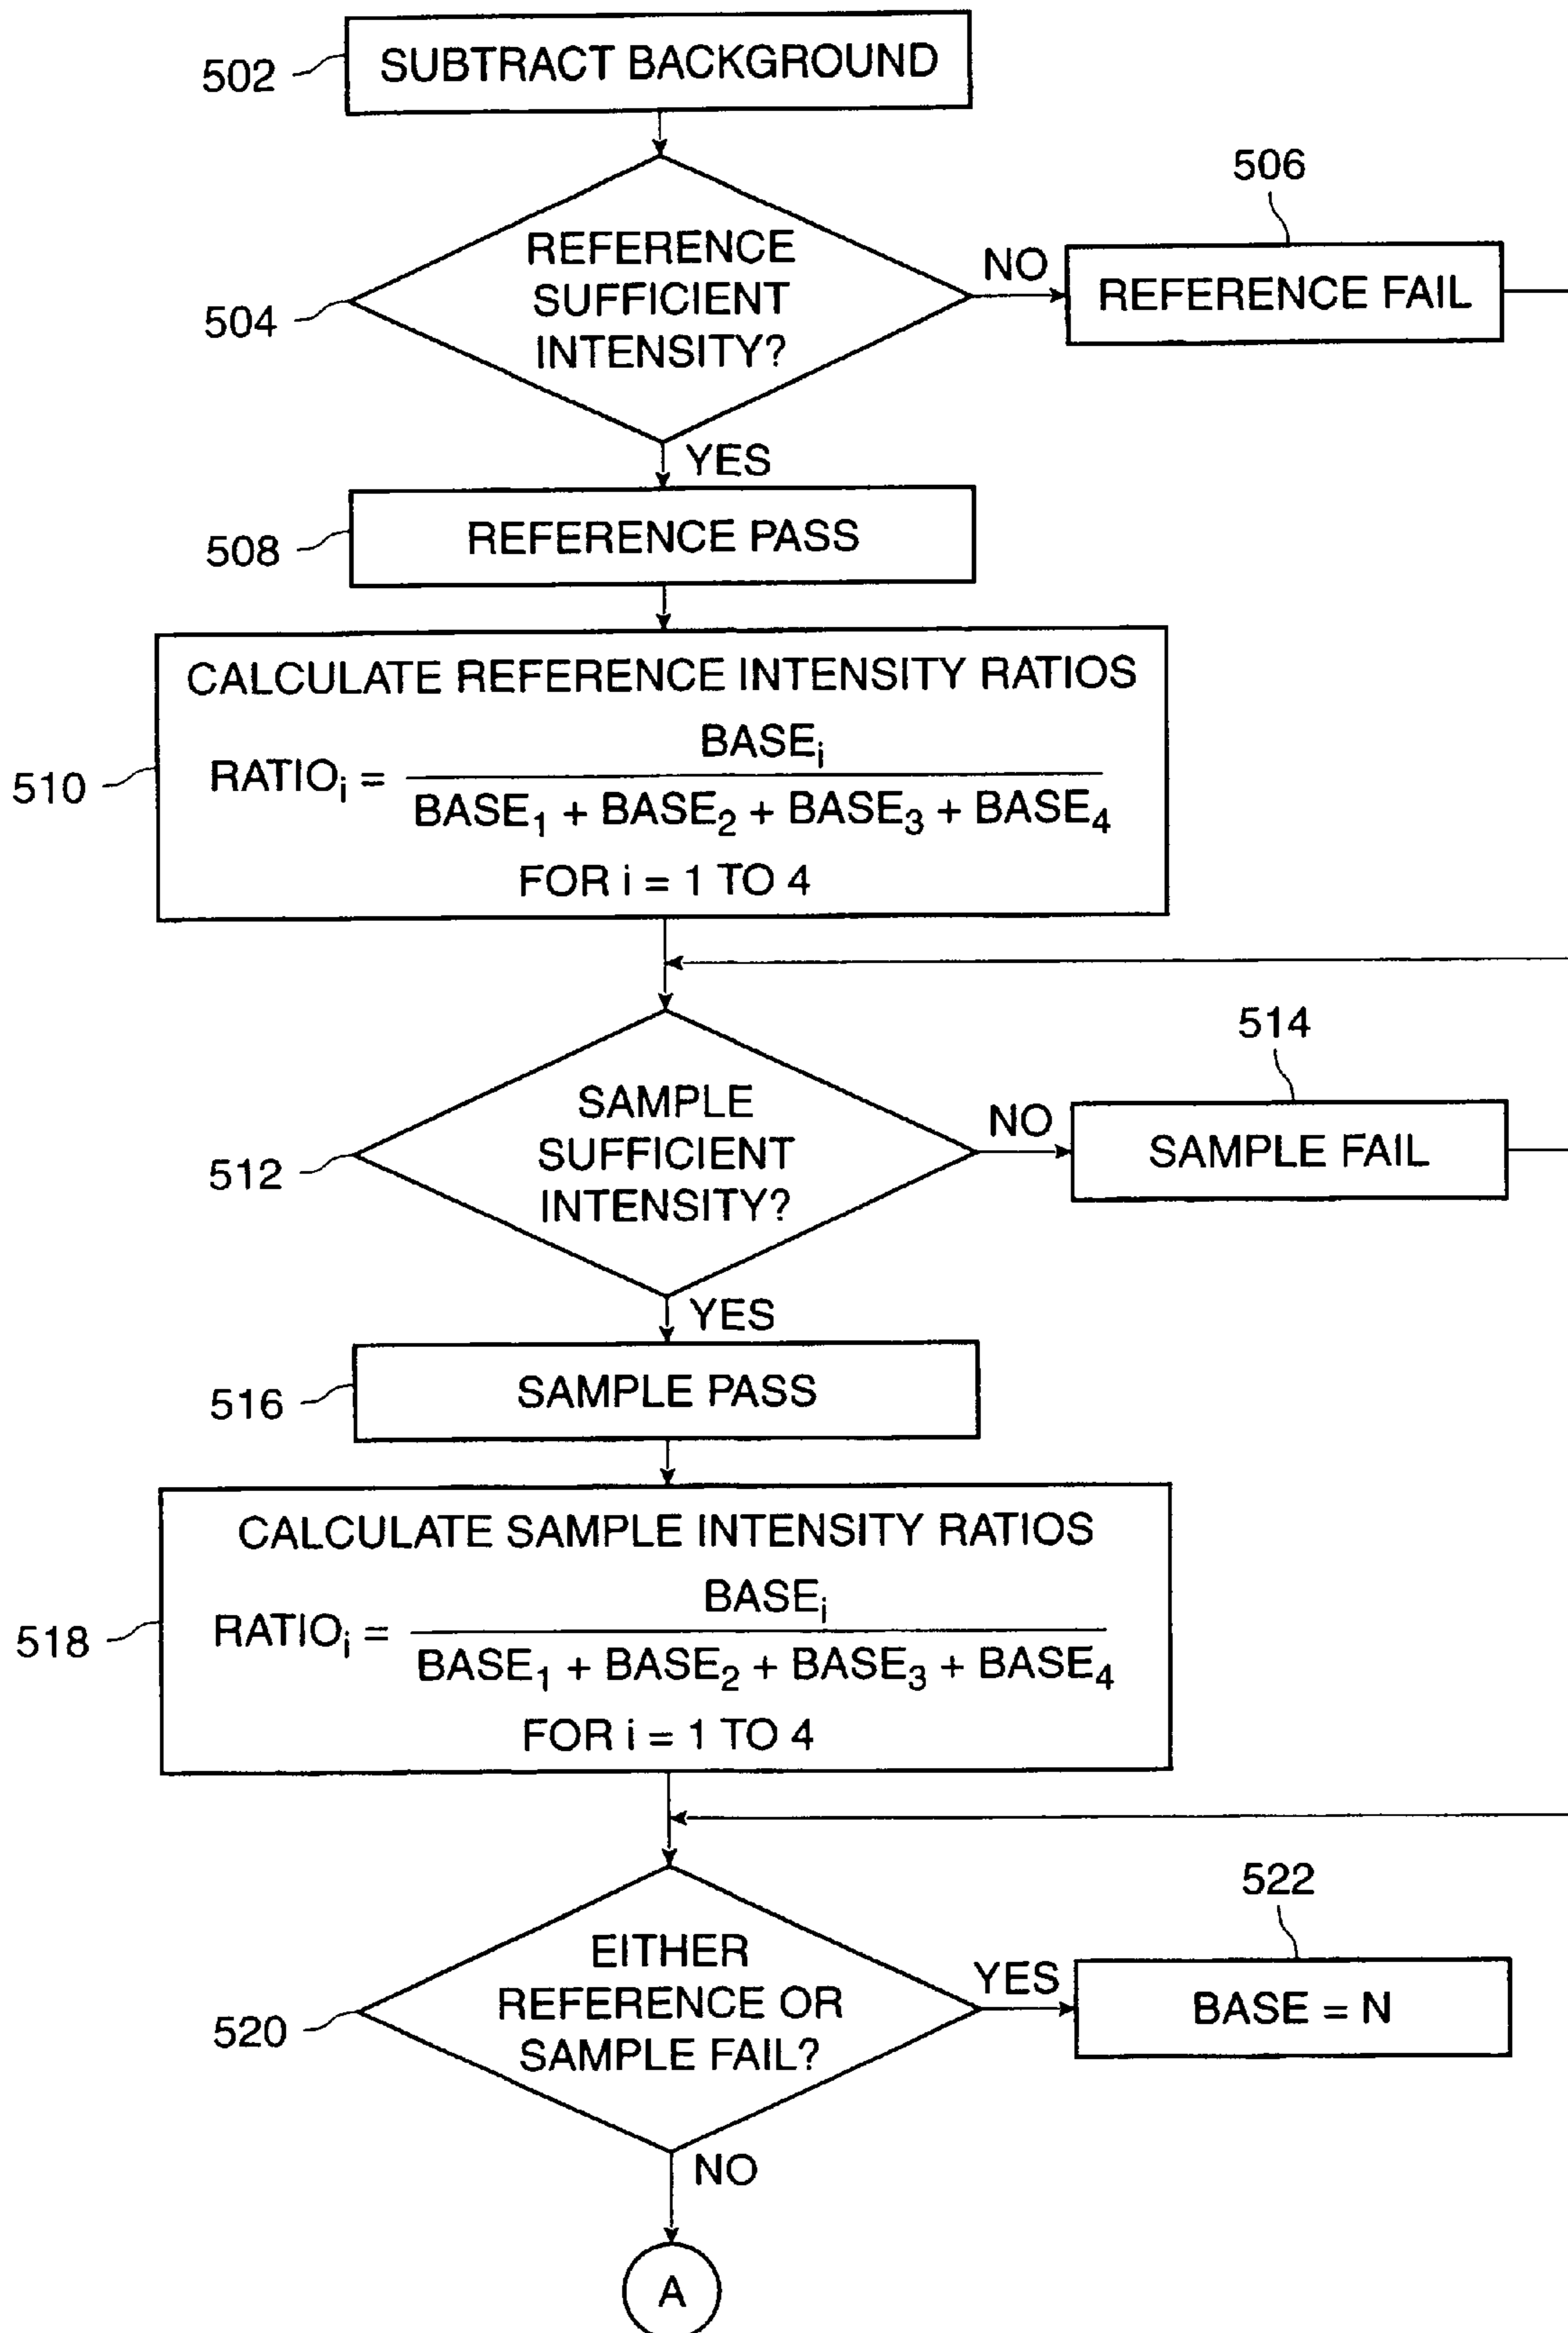 502
SUBTRACT BACKGROUND
506
504
REFERENCE
SUFFICIENT
INTENSITY?
NO
REFERENCE FAIL
YES
508
REFERENCE PASS
510
CALCULATE REFERENCE INTENSITY RATIOS
RATIOi = BASEi / BASE1 + BASE2 + BASE3 + BASE4
FOR i = 1 TO 4
514
512
SAMPLE
SUFFICIENT
INTENSITY?
NO
SAMPLE FAIL
YES
516
SAMPLE PASS
518
CALCULATE SAMPLE INTENSITY RATIOS
RATIOi = BASEi / BASE1 + BASE2 + BASE3 + BASE4
FOR i = 1 TO 4
522
520
EITHER
REFERENCE OR
SAMPLE FAIL?
YES
BASE = N
NO
A